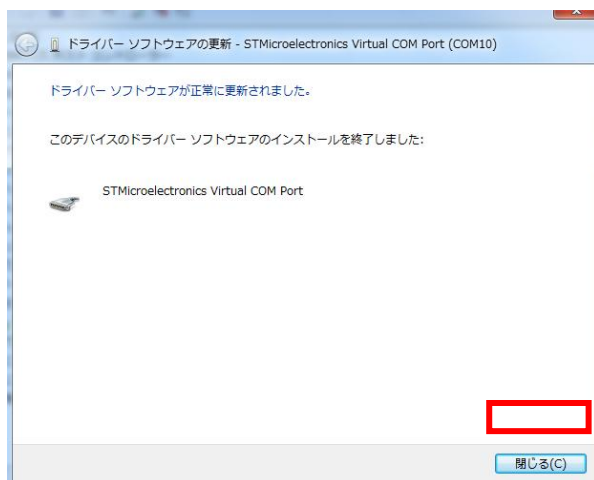 ドライバー ソフトウェアの更新 - STMicroelectronics Virtual COM Port (COM10)
ドライバー ソフトウェアが正常に更新されました。
このデバイスのドライバー ソフトウェアのインストールを終了しました:
STMicroelectronics Virtual COM Port
閉じる(C)